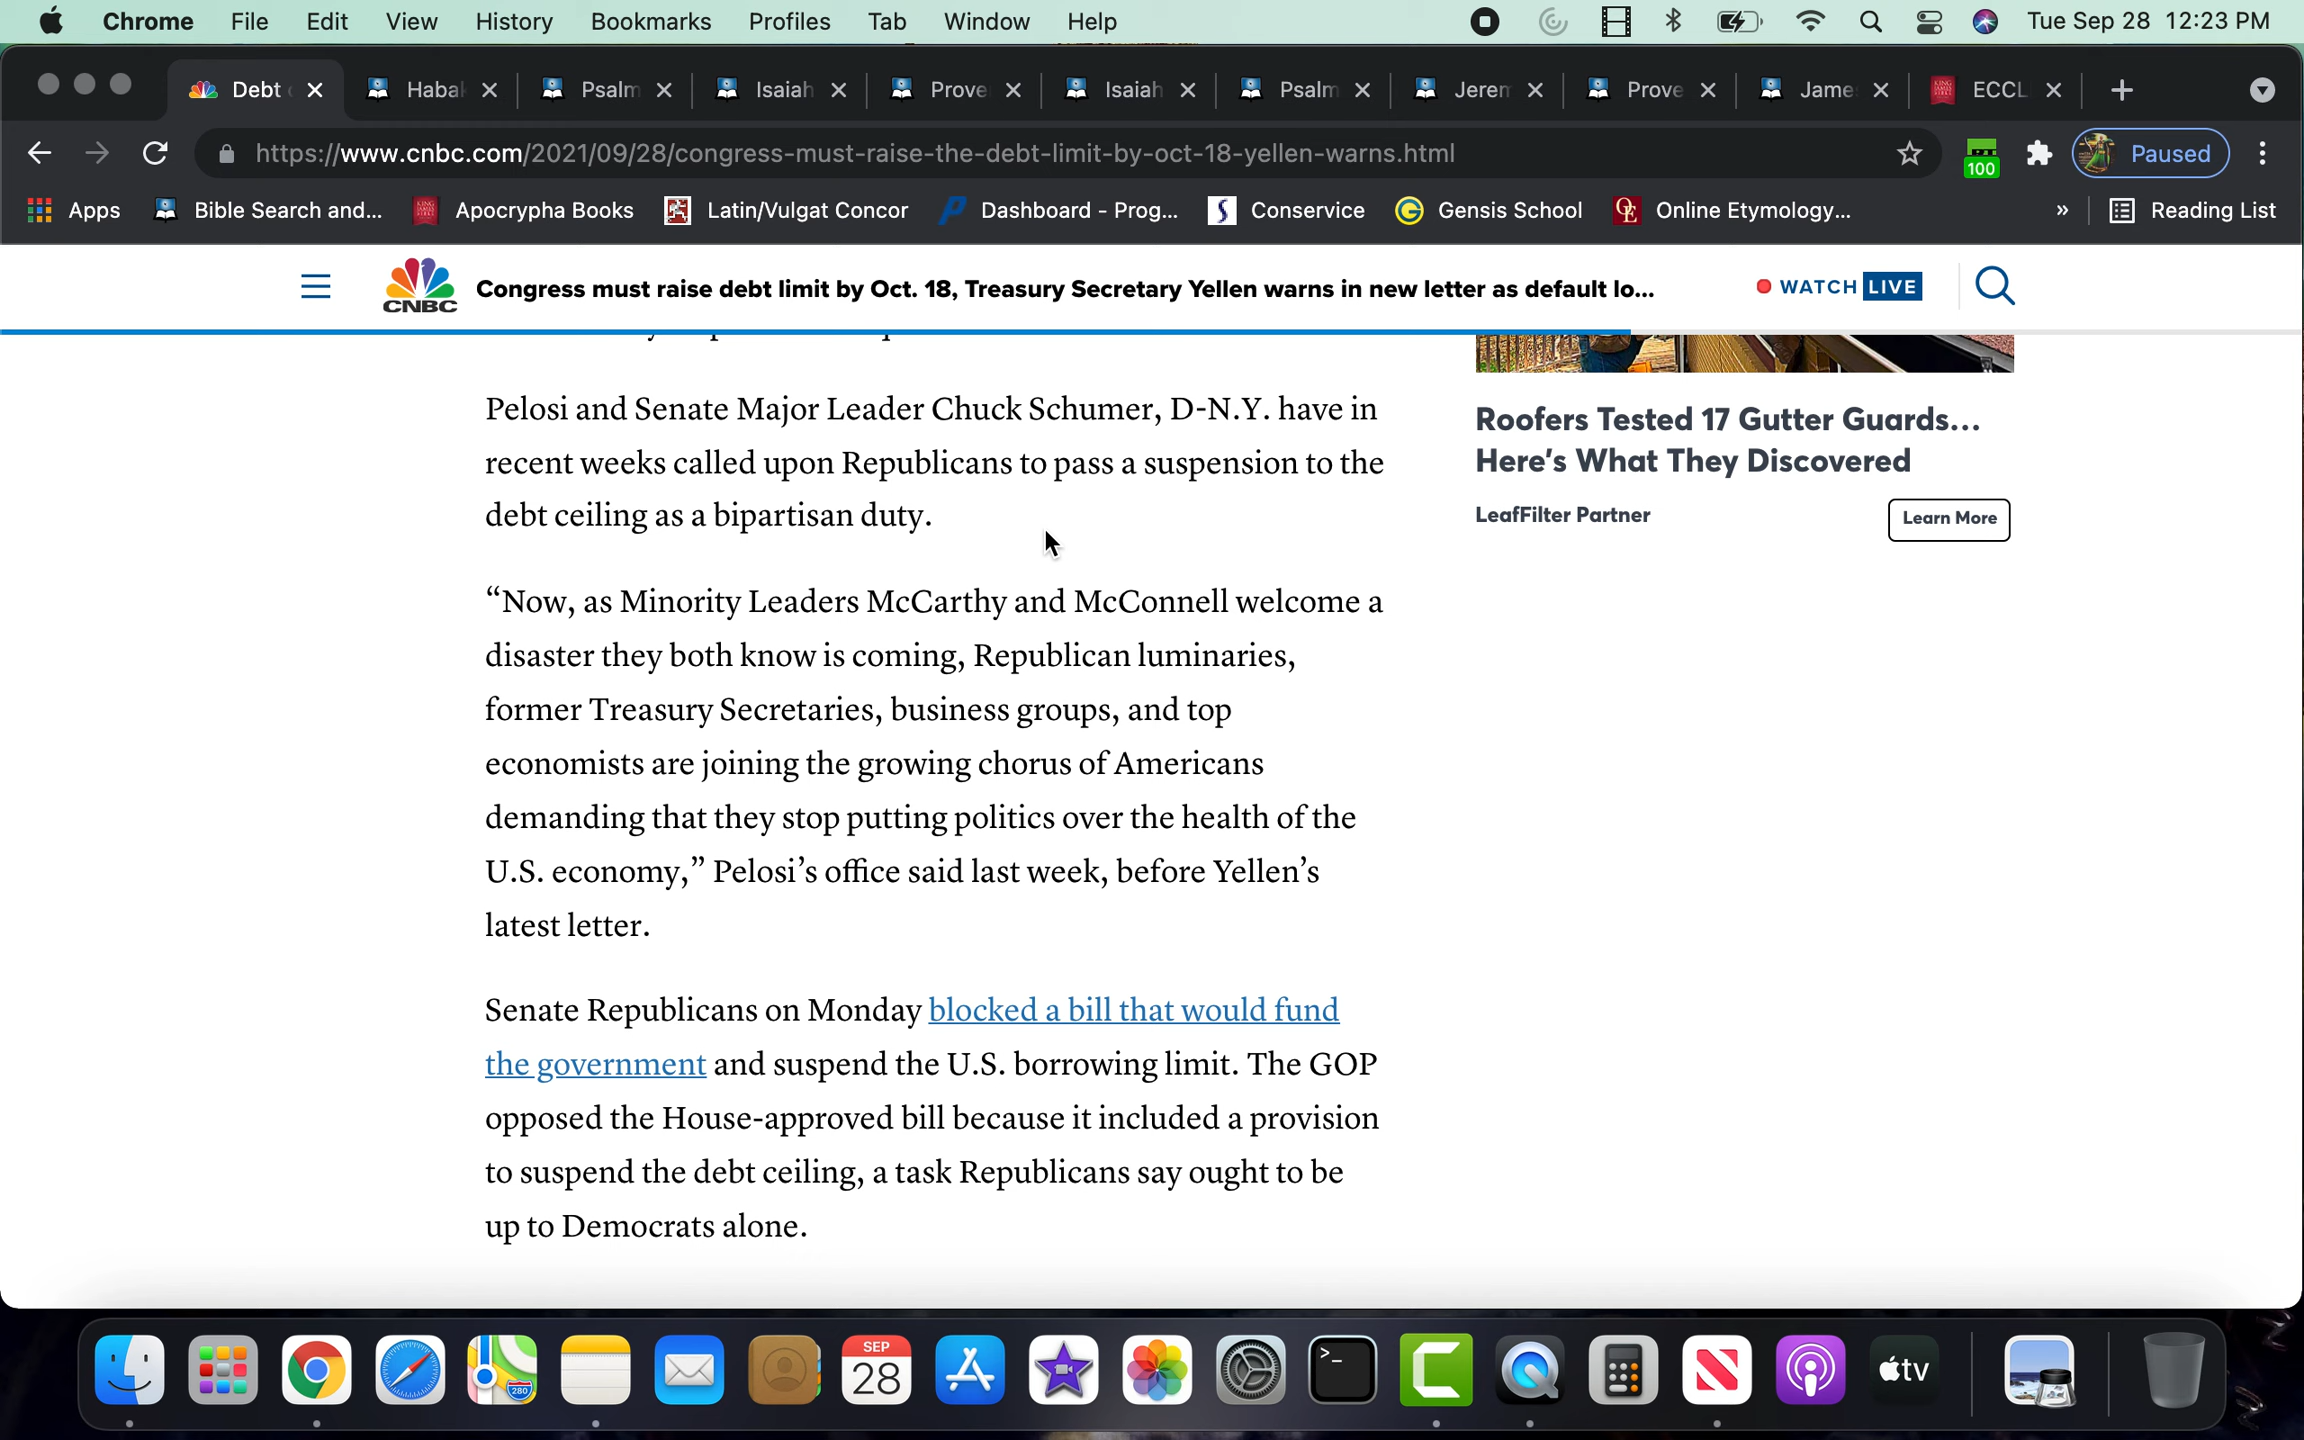 Chrome File Edit View History Bookmarks Profiles Tab Window Help Tue Sep 28 12:23 PM
Debt Habak Psalm Isaiah Prove Isaiah Psalm Jerem Prove James ECCL
https://www.cnbc.com/2021/09/28/congress-must-raise-the-debt-limit-by-oct-18-yellen-warns.html 100 Paused
Apps Bible Search and... Apocrypha Books Latin/Vulgat Concor Dashboard - Prog... Conservice Gensis School Online Etymology... » Reading List
CNBC Congress must raise debt limit by Oct. 18, Treasury Secretary Yellen warns in new letter as default lo... WATCH LIVE
Pelosi and Senate Major Leader Chuck Schumer, D-N.Y. have in
recent weeks called upon Republicans to pass a suspension to the
debt ceiling as a bipartisan duty.
“Now, as Minority Leaders McCarthy and McConnell welcome a
disaster they both know is coming, Republican luminaries,
former Treasury Secretaries, business groups, and top
economists are joining the growing chorus of Americans
demanding that they stop putting politics over the health of the
U.S. economy,” Pelosi’s office said last week, before Yellen’s
latest letter.
Senate Republicans on Monday blocked a bill that would fund
the government and suspend the U.S. borrowing limit. The GOP
opposed the House-approved bill because it included a provision
to suspend the debt ceiling, a task Republicans say ought to be
up to Democrats alone.
Roofers Tested 17 Gutter Guards...
Here’s What They Discovered
LeafFilter Partner Learn More
280
SEP
28
>_
tv